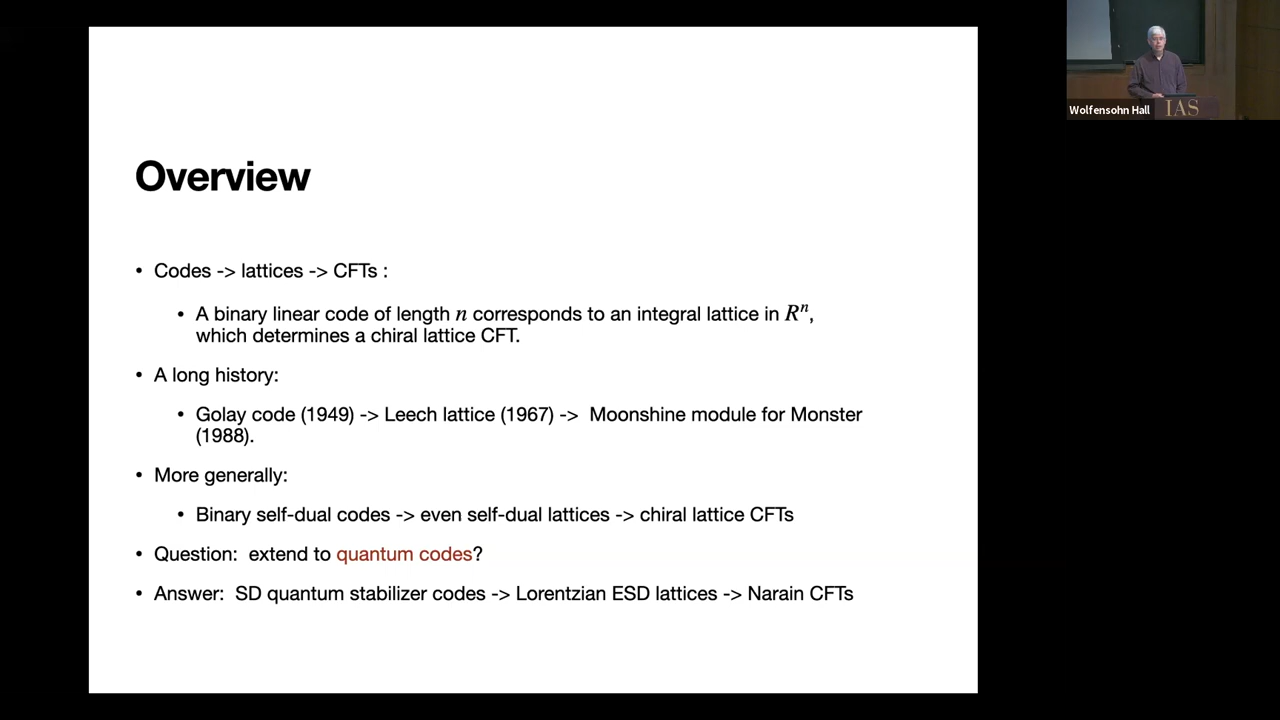 Wolfensohn Hall
IAS
Overview
• Codes -> lattices -> CFTs :
• A binary linear code of length n corresponds to an integral lattice in Rⁿ,
which determines a chiral lattice CFT.
• A long history:
• Golay code (1949) -> Leech lattice (1967) -> Moonshine module for Monster
(1988).
• More generally:
• Binary self-dual codes -> even self-dual lattices -> chiral lattice CFTs
• Question: extend to quantum codes?
• Answer: SD quantum stabilizer codes -> Lorentzian ESD lattices -> Narain CFTs